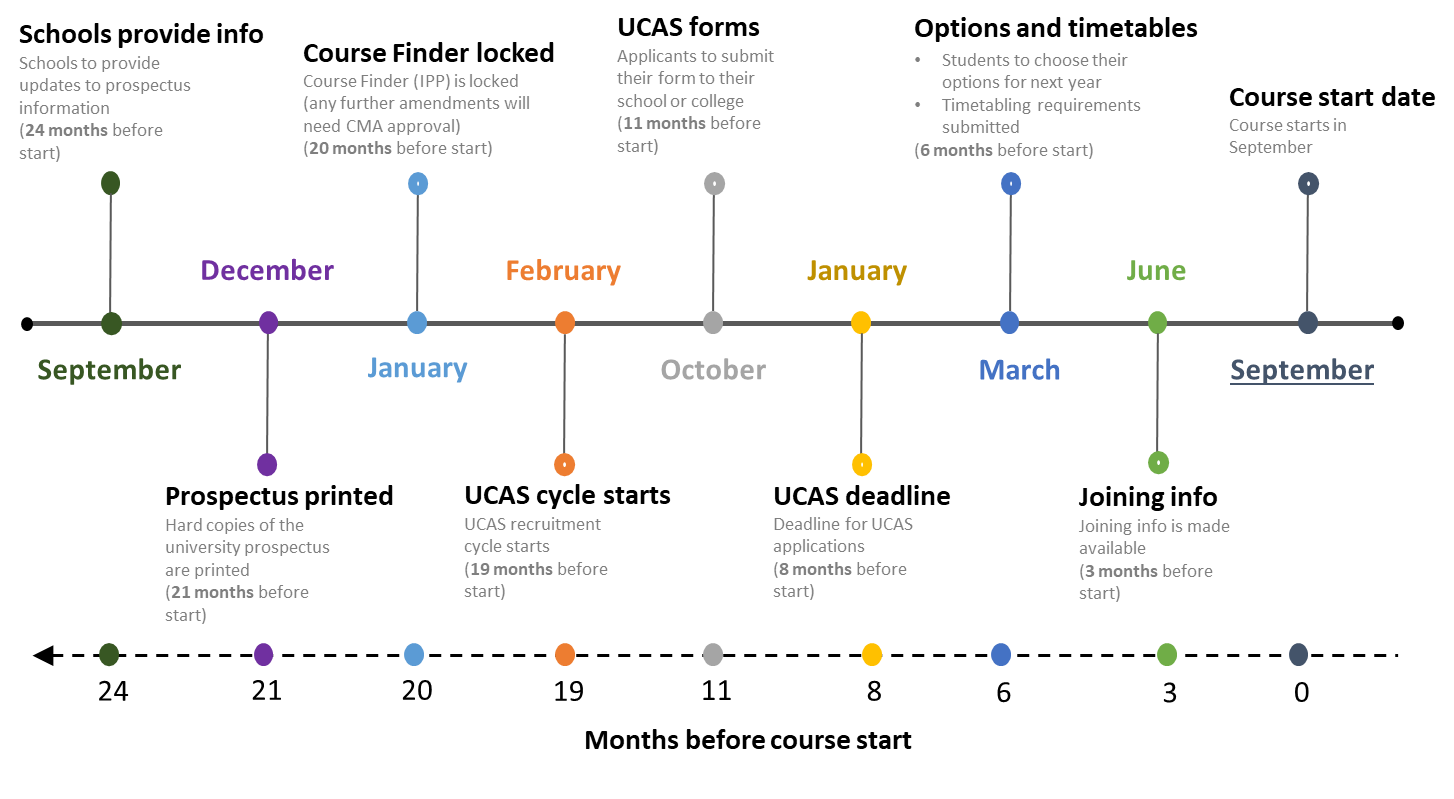 Schools provide info
Schools to provide
updates to prospectus
information
(24 months before
start)
Course Finder locked
Course Finder (IPP) is locked
(any further amendments will
need CMA approval)
(20 months before start)
UCAS forms
Applicants to submit
their form to their
school or college
(11 months before
start)
Options and timetables
• Students to choose their
options for next year
• Timetabling requirements
submitted
(6 months before start)
Course start date
Course starts in
September
December
February
January
June
September
January
October
March
September
Prospectus printed
Hard copies of the
university prospectus
are printed
(21 months before
start)
UCAS cycle starts
UCAS recruitment
cycle starts
(19 months before
start)
UCAS deadline
Deadline for UCAS
applications
(8 months before
start)
Joining info
Joining info is made
available
(3 months before
start)
24 21 20 19 11 8 6 3 0
Months before course start